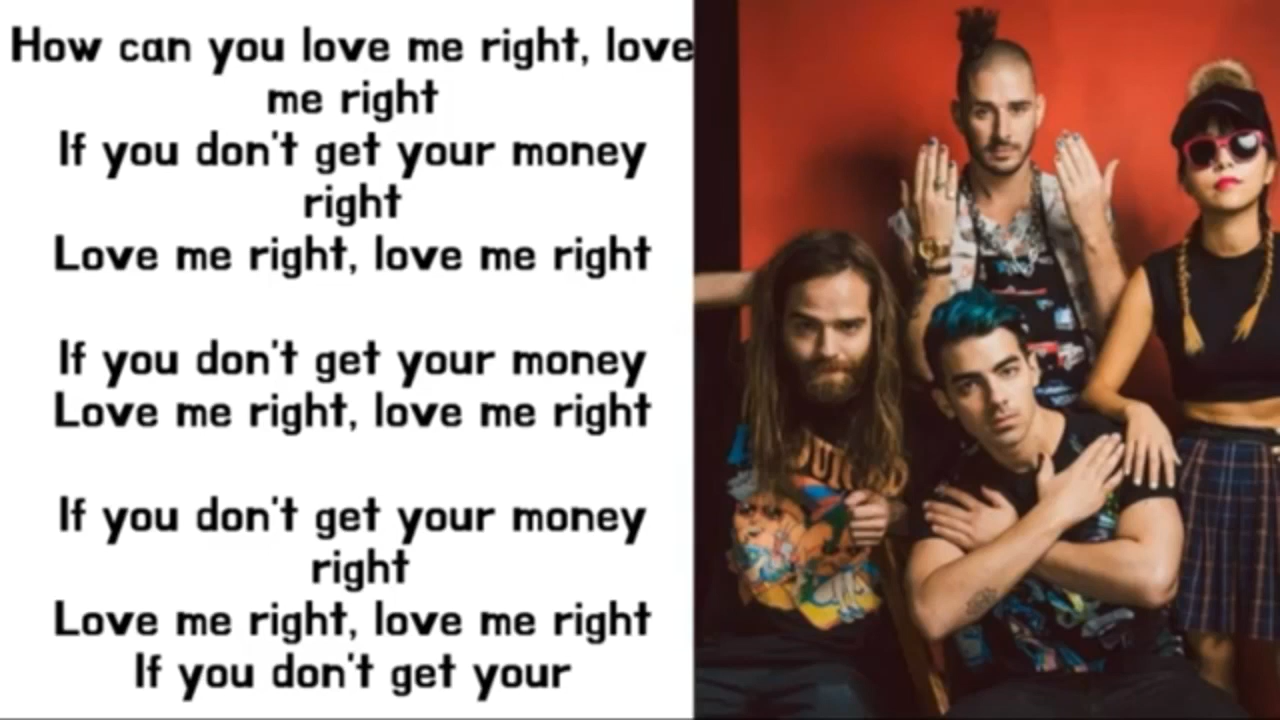 How can you love me right, love
me right
If you don't get your money
right
Love me right, love me right
If you don't get your money
Love me right, love me right
If you don't get your money
right
Love me right, love me right
If you don't get your